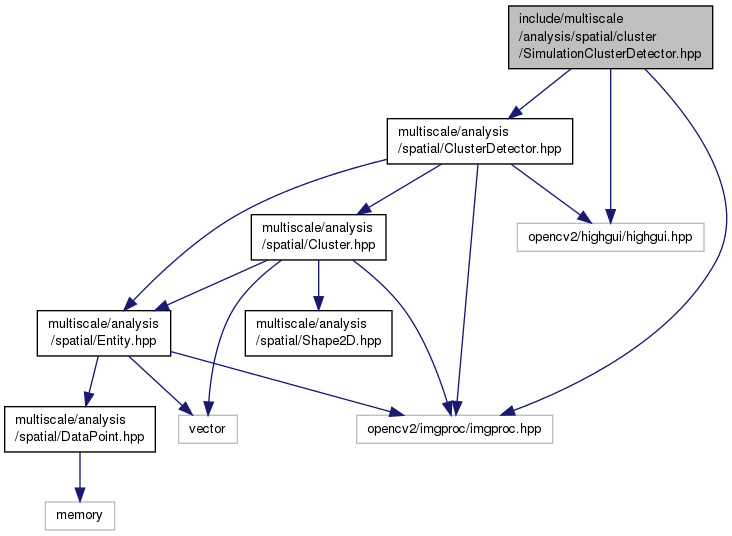 include/multiscale
/analysis/spatial/cluster
/SimulationClusterDetector.hpp
multiscale/analysis
/spatial/ClusterDetector.hpp
multiscale/analysis
/spatial/Cluster.hpp
opencv2/highgui/highgui.hpp
multiscale/analysis
/spatial/Entity.hpp
multiscale/analysis
/spatial/Shape2D.hpp
multiscale/analysis
/spatial/DataPoint.hpp
vector
opencv2/imgproc/imgproc.hpp
memory